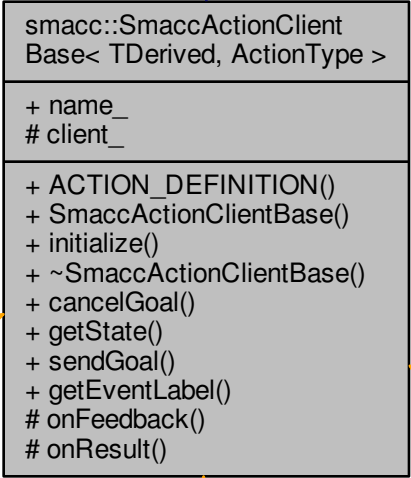 smacc::SmaccActionClient
Base< TDerived, ActionType >
+ name_
# client_
+ ACTION_DEFINITION()
+ SmaccActionClientBase()
+ initialize()
+ ~SmaccActionClientBase()
+ cancelGoal()
+ getState()
+ sendGoal()
+ getEventLabel()
# onFeedback()
# onResult()